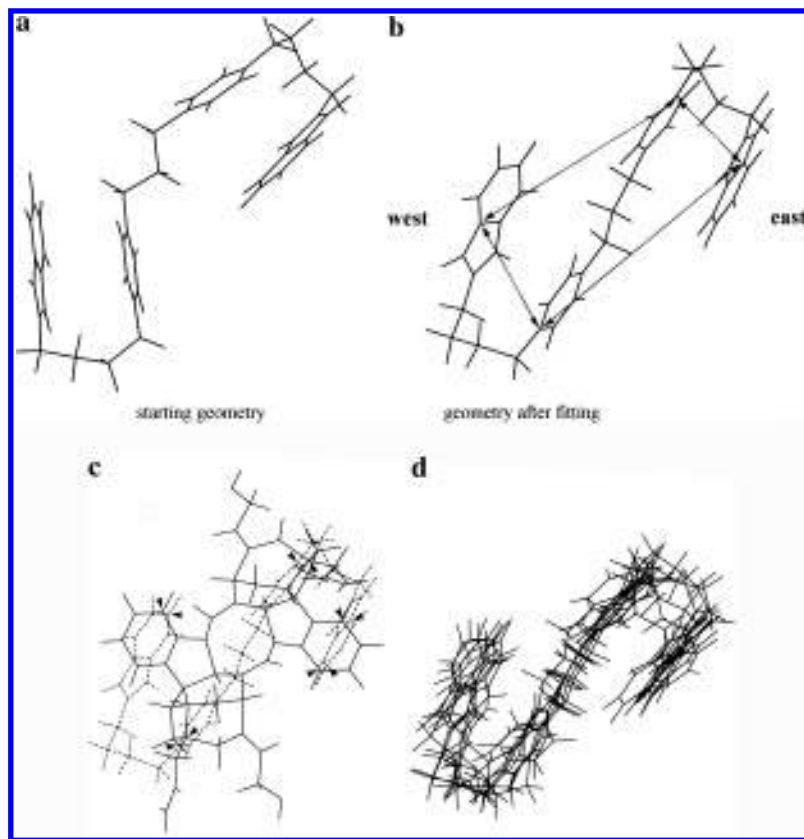 a
b
west
east
starting geometry
geometry after fitting
c
d